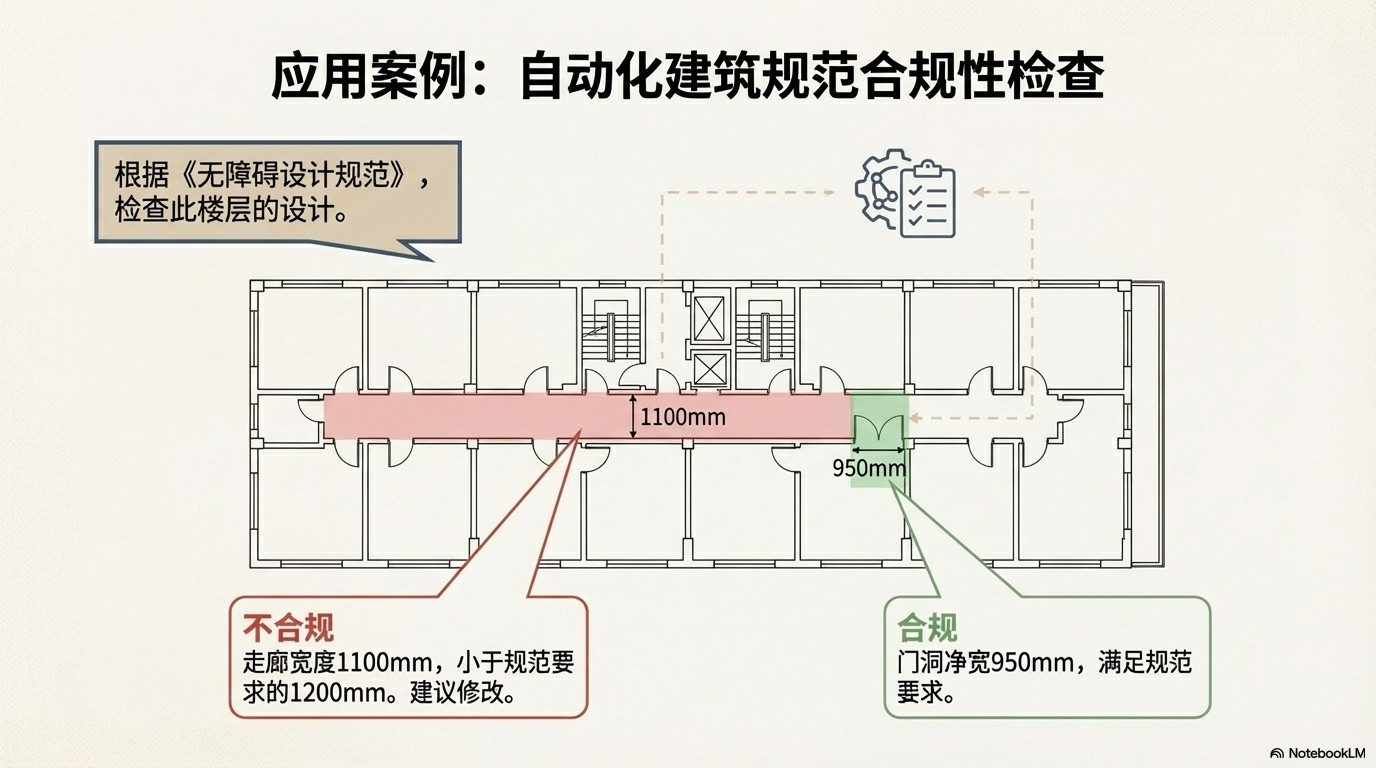 应用案例：自动化建筑规范合规性检查
根据《无障碍设计规范》，
检查此楼层的设计。
1100mm
950mm
不合规
走廊宽度1100mm，小于规范要
求的1200mm。建议修改。
合规
门洞净宽950mm，满足规范
要求。
NotebookLM